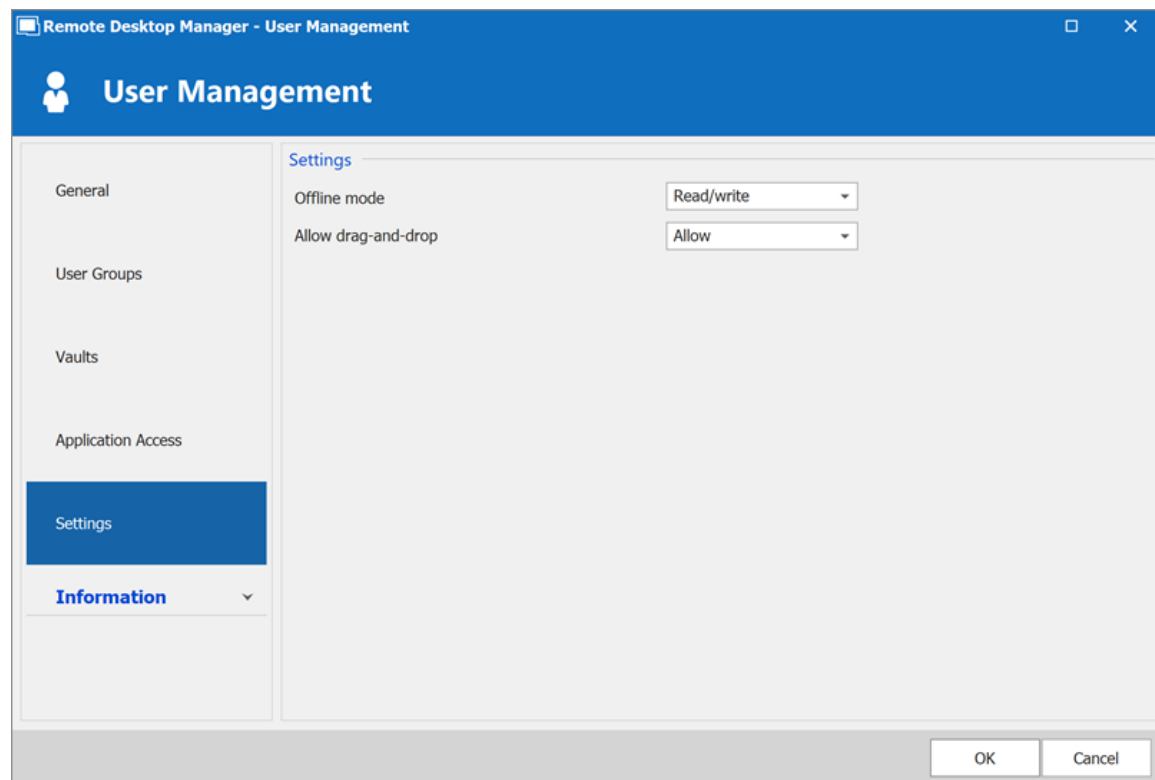 Remote Desktop Manager - User Management
User Management
General
User Groups
Vaults
Application Access
Settings
Information
Settings
Offline mode Read/write
Allow drag-and-drop Allow
OK Cancel